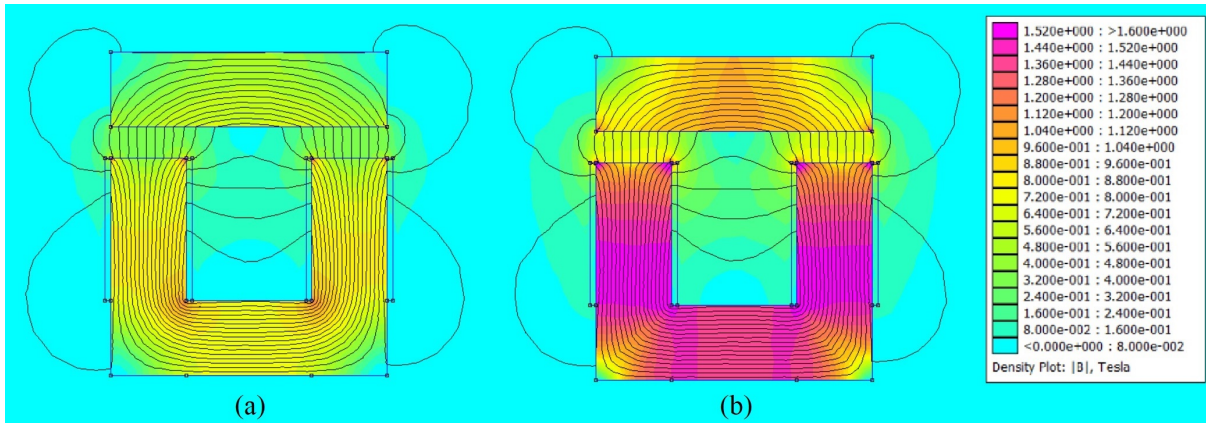 (a)
(b)
1.520e+000 : >1.600e+000
1.440e+000 : 1.520e+000
1.360e+000 : 1.440e+000
1.280e+000 : 1.360e+000
1.200e+000 : 1.280e+000
1.120e+000 : 1.200e+000
1.040e+000 : 1.120e+000
9.600e-001 : 1.040e+000
8.800e-001 : 9.600e-001
8.000e-001 : 8.800e-001
7.200e-001 : 8.000e-001
6.400e-001 : 7.200e-001
5.600e-001 : 6.400e-001
4.800e-001 : 5.600e-001
4.000e-001 : 4.800e-001
3.200e-001 : 4.000e-001
2.400e-001 : 3.200e-001
1.600e-001 : 2.400e-001
8.000e-002 : 1.600e-001
<0.000e+000 : 8.000e-002
Density Plot: |B|, Tesla